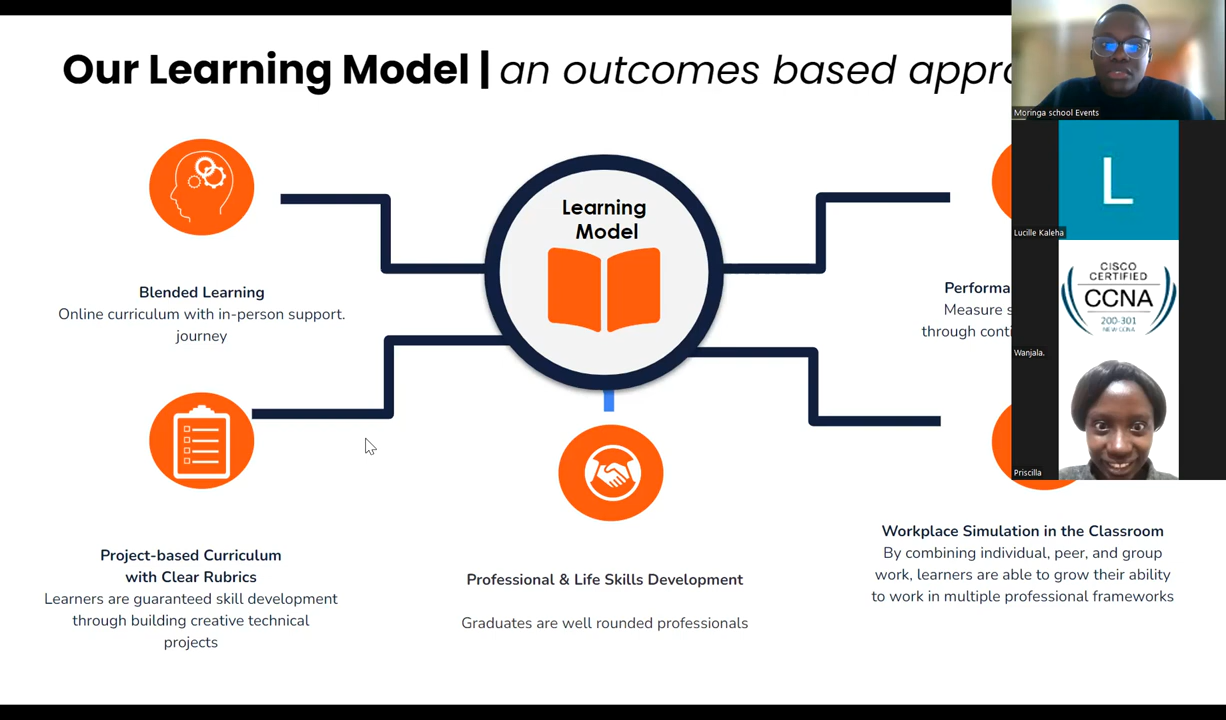 Our Learning Model | an outcomes based
Moringa school Events
Learning
Model
L
Lucille Kaleha
CISCO
CERTIFIED
CCNA
200-301
NEW CCNA
Wanjala.
Priscilla
Blended Learning
Online curriculum with in-person support.
journey
Measure
through
Project-based Curriculum
with Clear Rubrics
Learners are guaranteed skill development
through building creative technical
projects
Professional & Life Skills Development
Graduates are well rounded professionals
Workplace Simulation in the Classroom
By combining individual, peer, and group
work, learners are able to grow their ability
to work in multiple professional frameworks